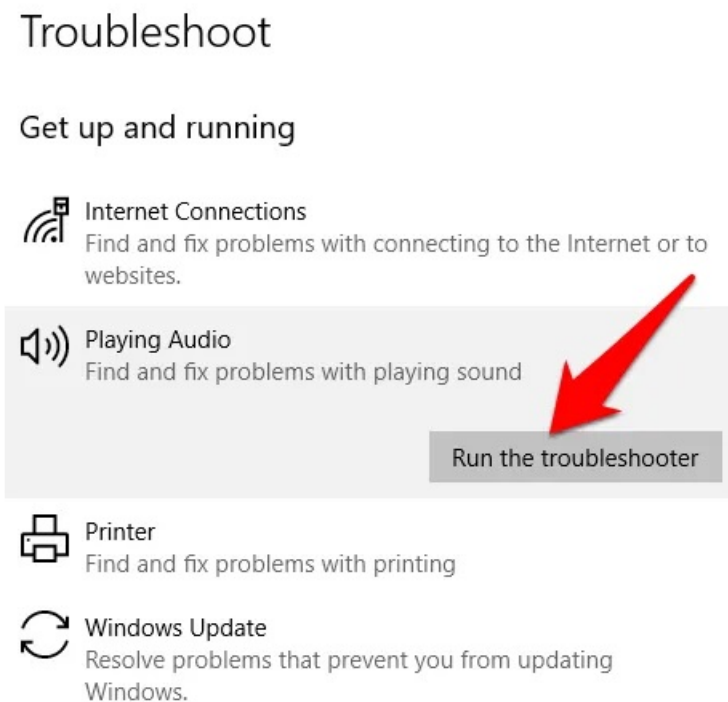 Troubleshoot
Get up and running
Internet Connections
Find and fix problems with connecting to the Internet or to
websites.
Playing Audio
Find and fix problems with playing sound
Run the troubleshooter
Printer
Find and fix problems with printing
Windows Update
Resolve problems that prevent you from updating
Windows.